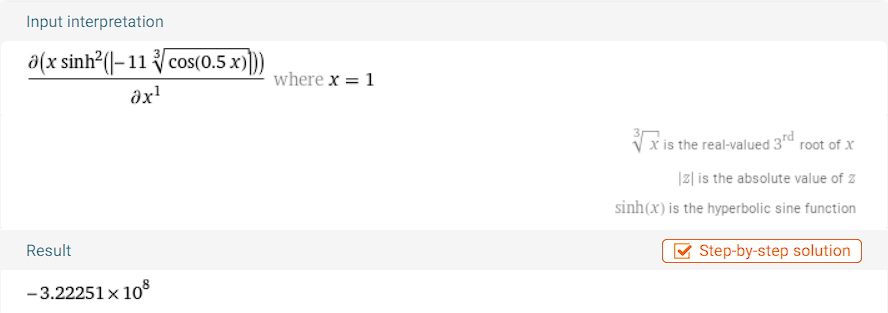 Input interpretation
∂(x sinh²(|-11 ∛cos(0.5 x)|))
∂x¹
where x = 1
∛x is the real-valued 3rd root of x
|z| is the absolute value of z
sinh(x) is the hyperbolic sine function
Result
Step-by-step solution
-3.22251×10⁸